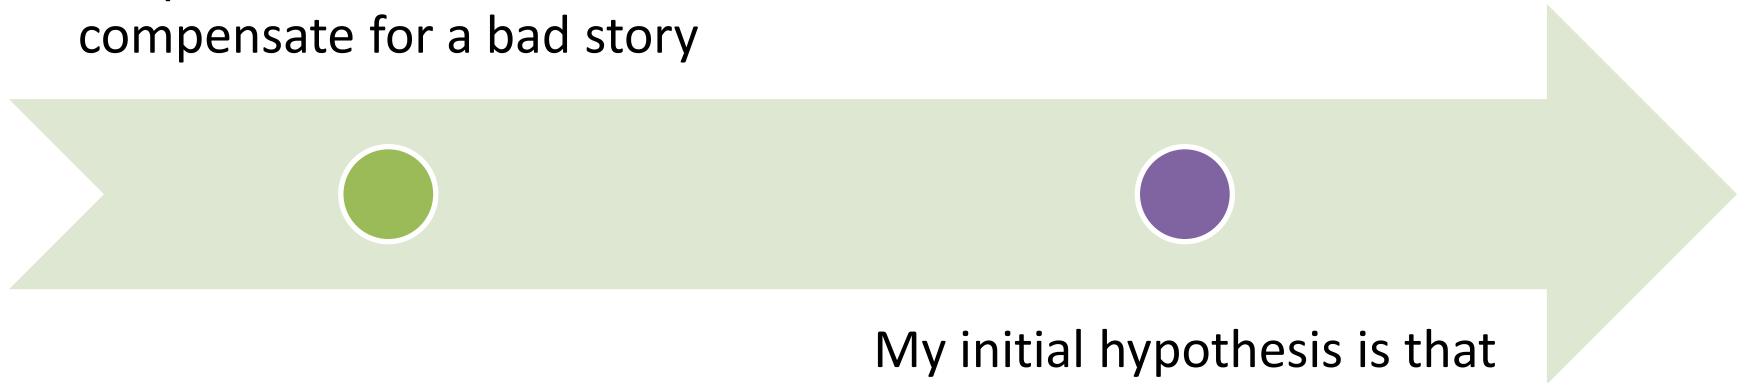 compensate for a bad story
My initial hypothesis is that